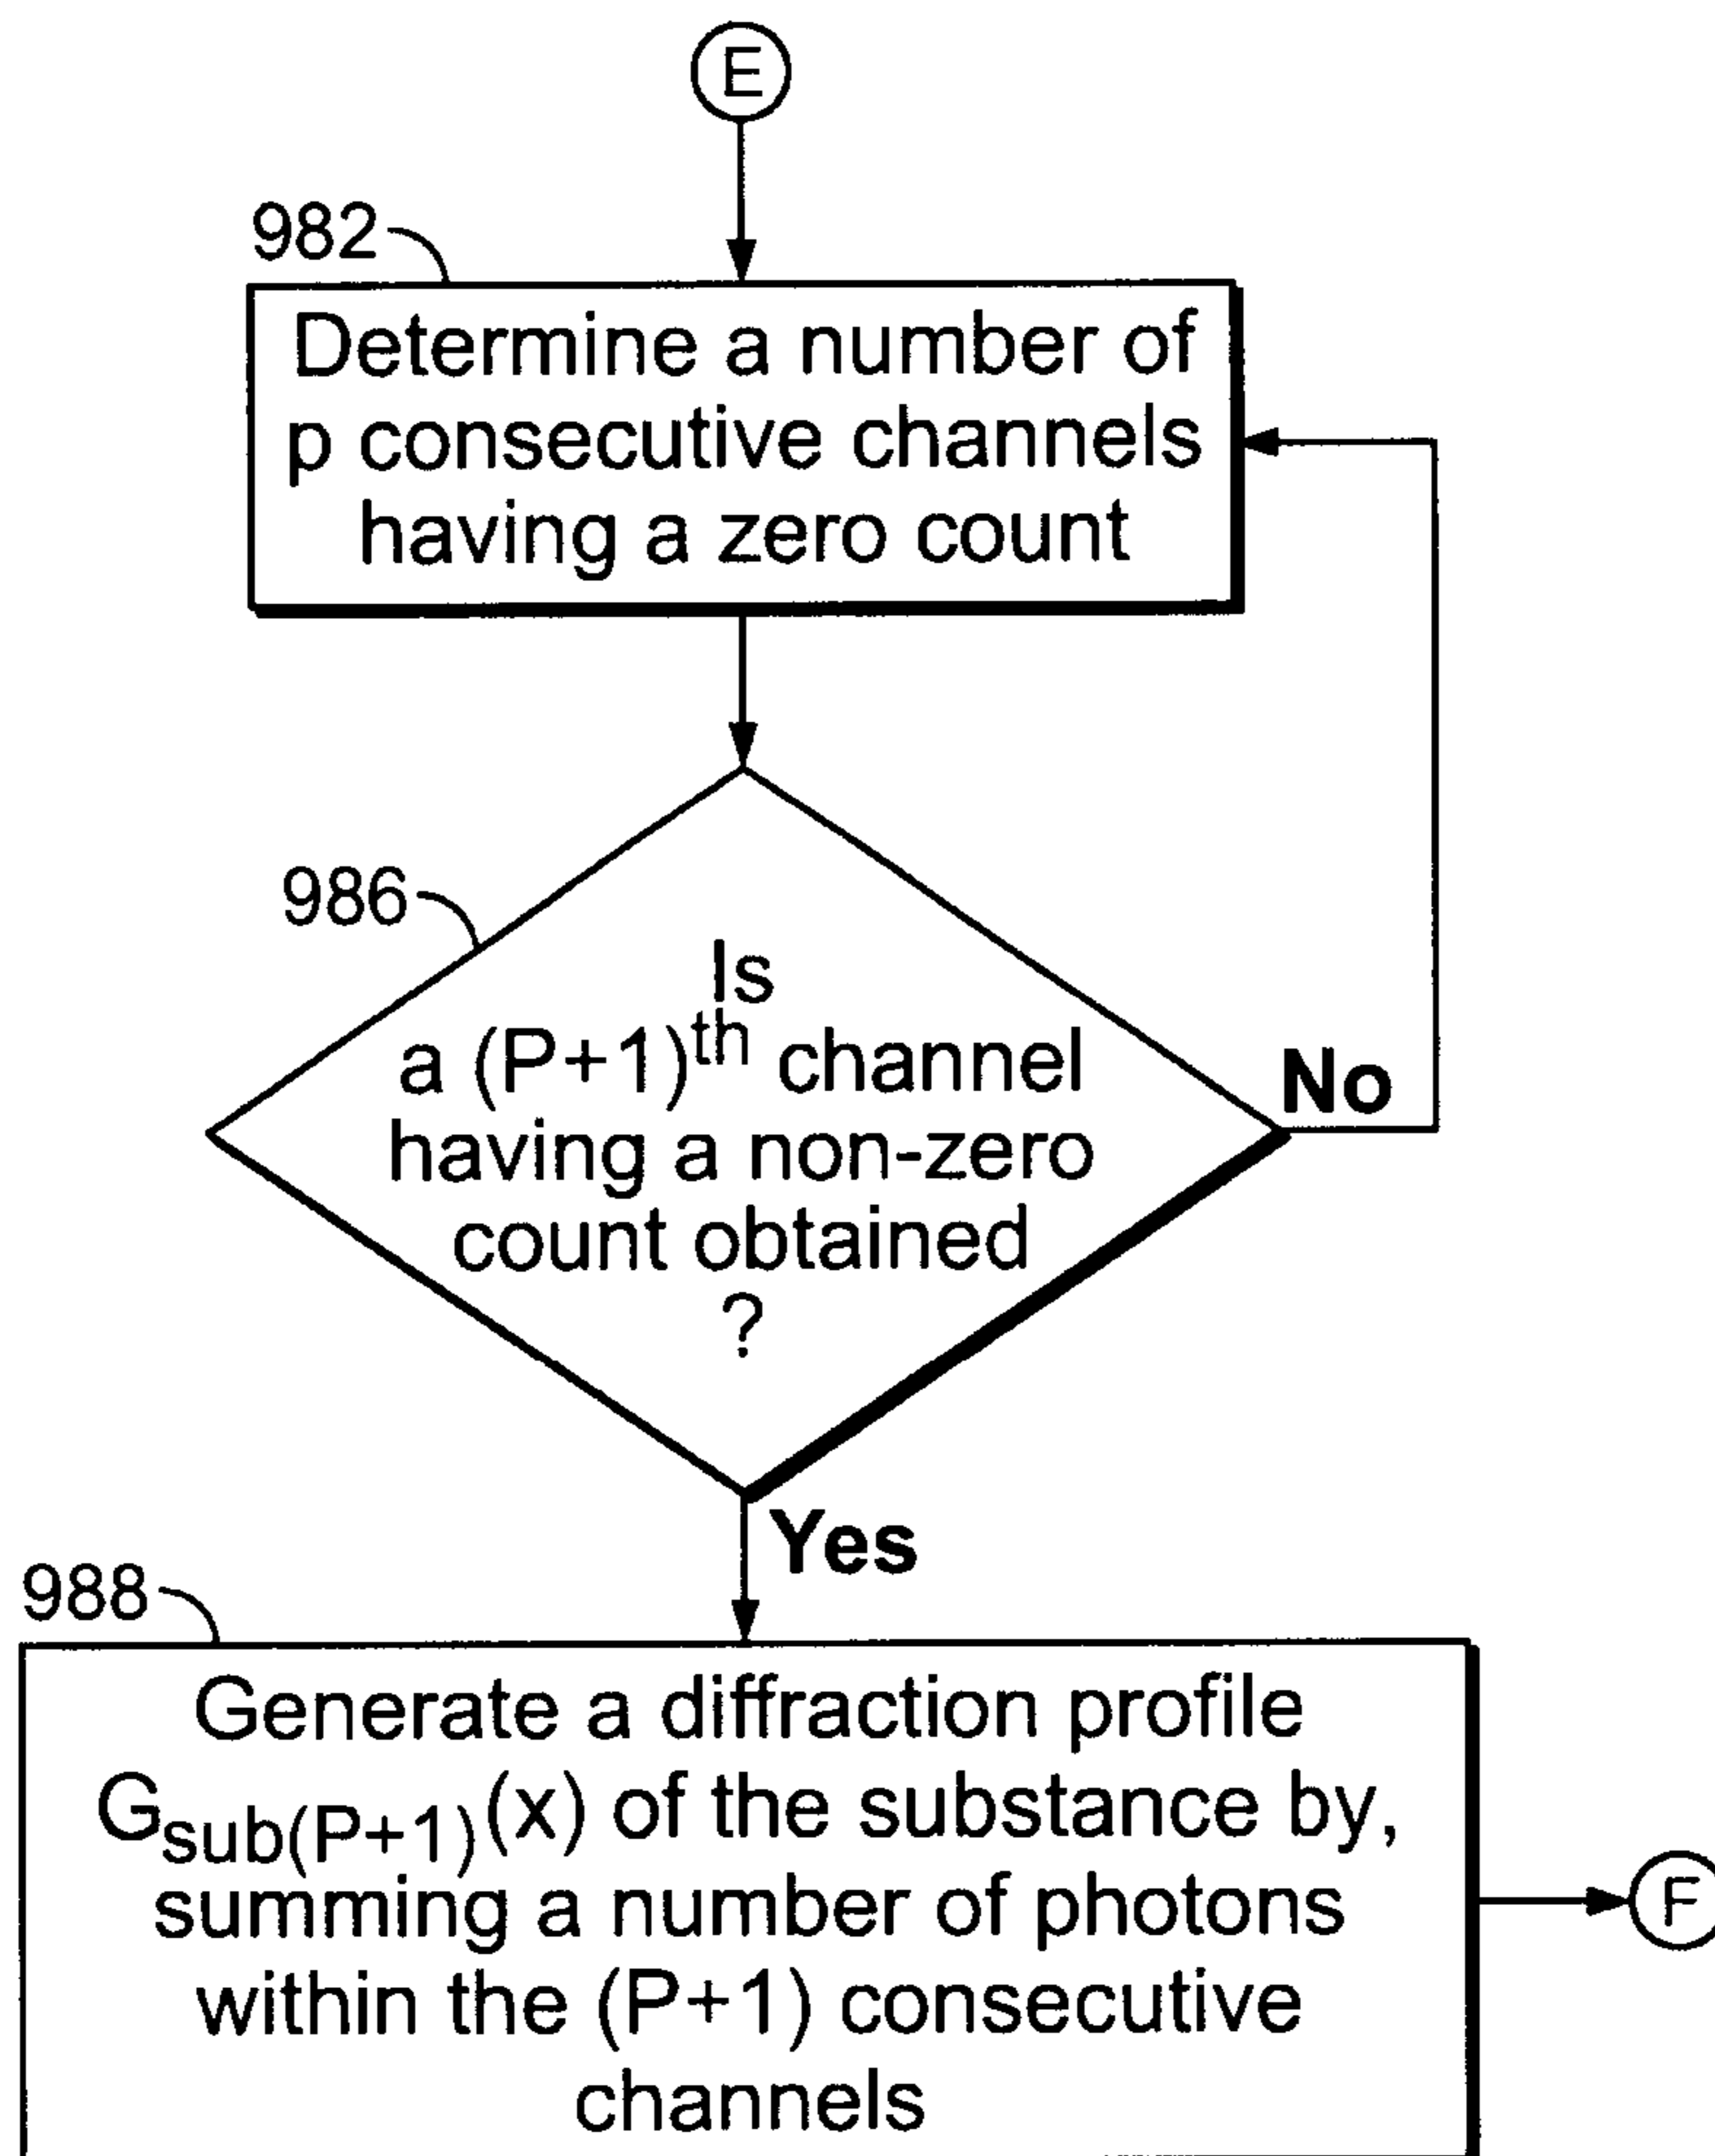 E
982
Determine a number of
p consecutive channels
having a zero count
986
Is
a (P+1)th channel
having a non-zero
count obtained
?
No
Yes
988
Generate a diffraction profile
Gsub(P+1)(x) of the substance by,
summing a number of photons
within the (P+1) consecutive
channels
F